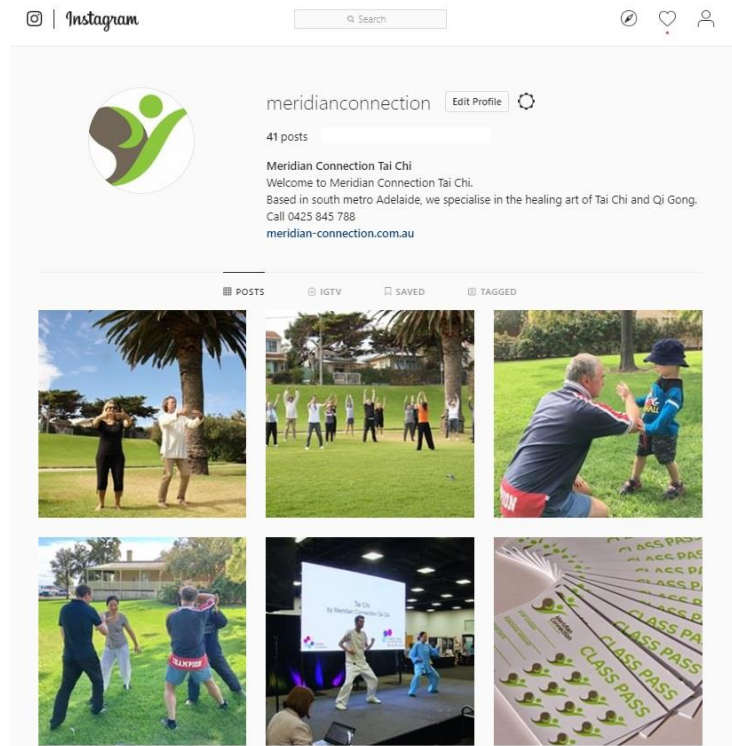 Instagram
Search
meridianconnection Edit Profile
41 posts
Meridian Connection Tai Chi
Welcome to Meridian Connection Tai Chi.
Based in south metro Adelaide, we specialise in the healing art of Tai Chi and Qi Gong.
Call 0425 845 788
meridian-connection.com.au
POSTS IGTV SAVED TAGGED
CHAMPION
Tai Chi
by Meridian Connection Tai Chi
CLASS PASS
CLASS PASS
CLASS PASS
CLASS PASS
Meridian
Connection